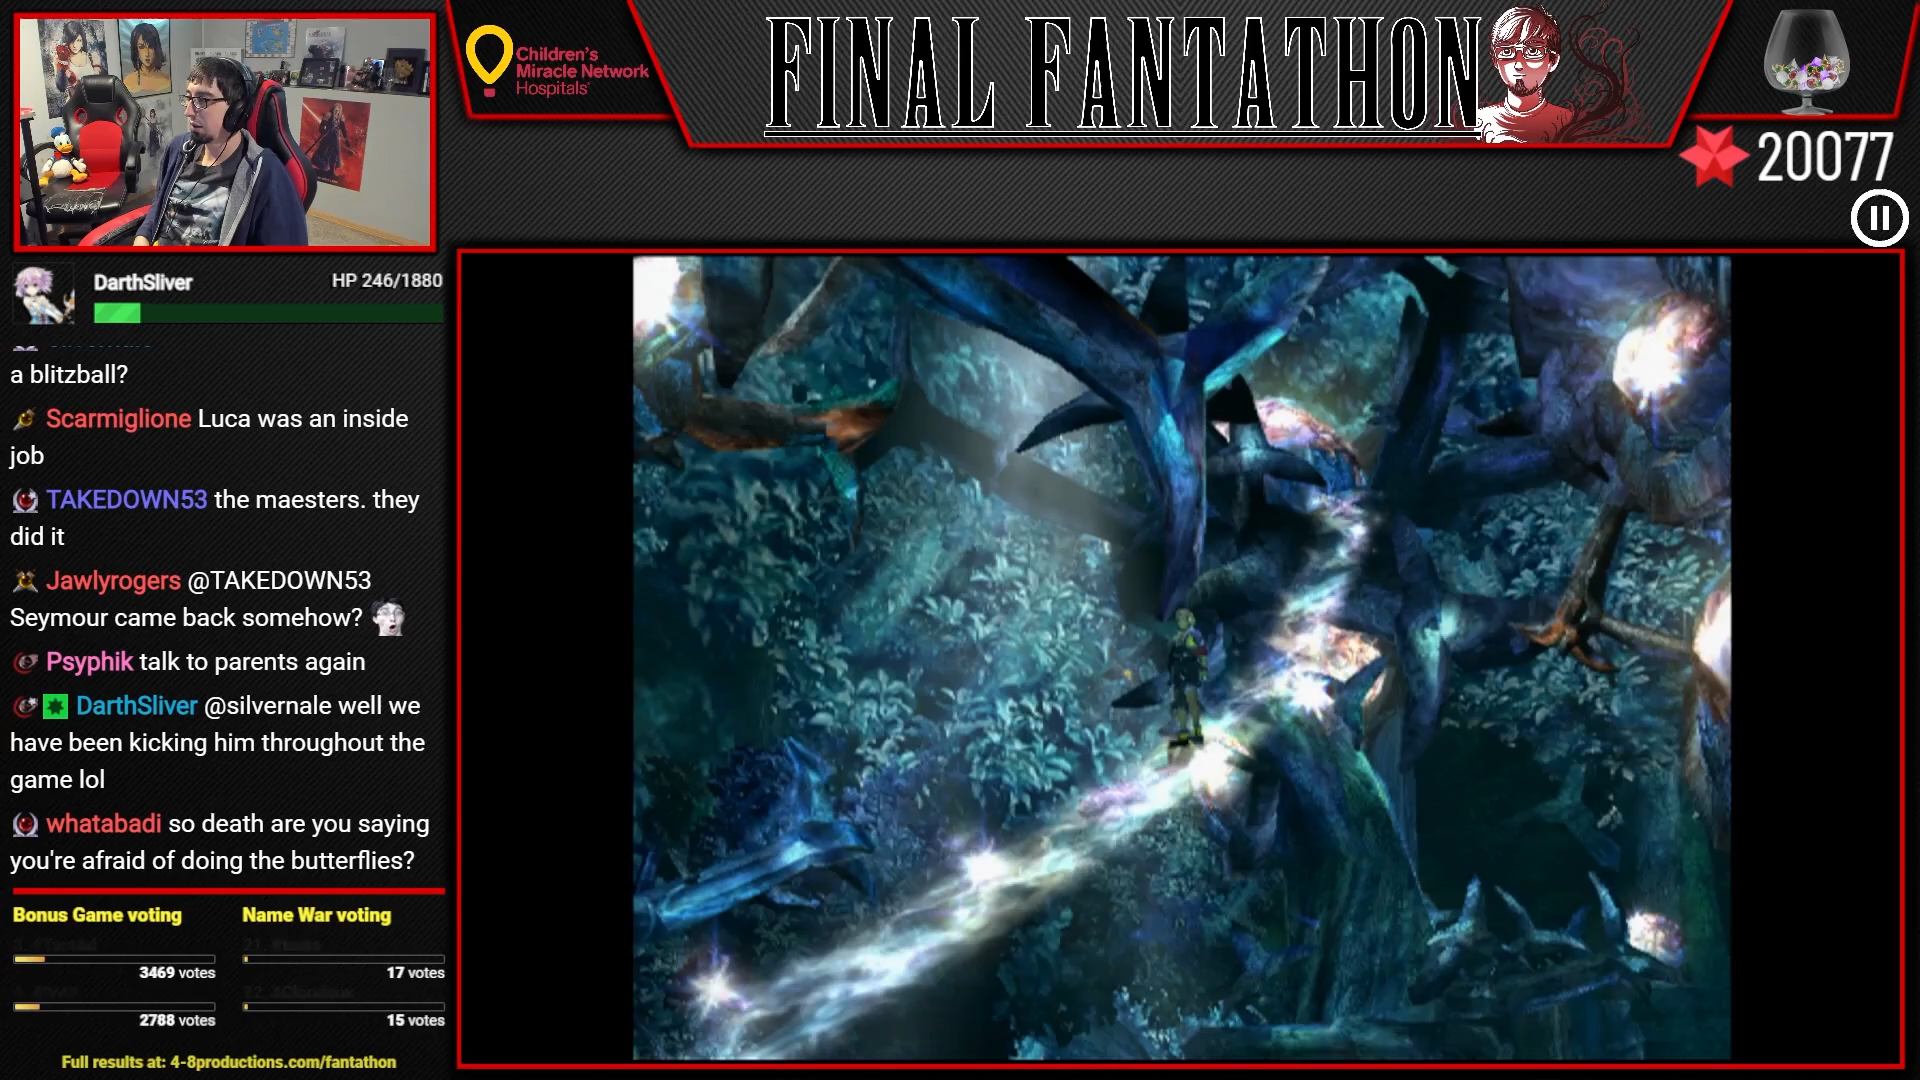 Children's
Miracle Network
Hospitals
FINAL FANTATHON
20077
DarthSliver
HP 246/1880
a blitzball?
Scarmiglione Luca was an inside
job
TAKEDOWN53 the maesters. they
did it
Jawlyrogers @TAKEDOWN53
Seymour came back somehow?
Psyphik talk to parents again
DarthSliver @silvernale well we
have been kicking him throughout the
game lol
whatabadi so death are you saying
you're afraid of doing the butterflies?
Bonus Game voting
Name War voting
3469 votes
17 votes
2788 votes
15 votes
Full results at: 4-8productions.com/fantathon